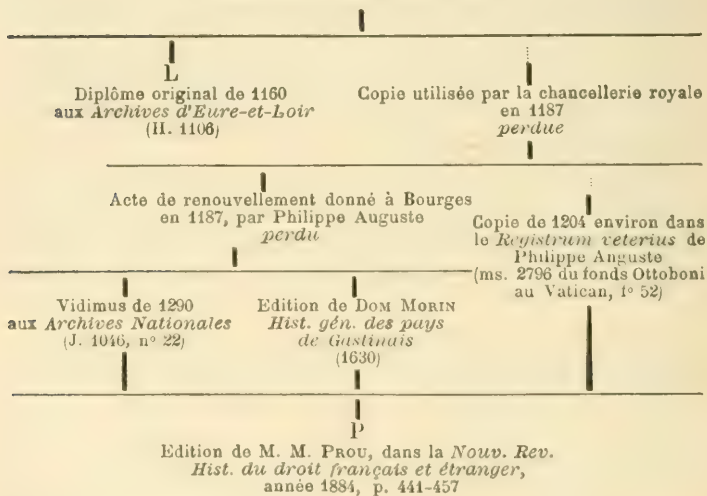 L
Diplôme original de 1160
aux Archives d'Eure-et-Loir
(H. 1106)
Copie utilisée par la chancellerie royale
en 1187
perdue
Acte de renouvellement donné à Bourges
en 1187, par Philippe Auguste
perdu
Copie de 1204 environ dans
le Registrum veterius de
Philippe Anguste
(ms. 2796 du fonds Ottoboni
au Vatican, fo 52)
Vidimus de 1290
aux Archives Nationales
(J. 1046, no 22)
Edition de DOM MORIN
Hist. gén. des pays
de Gastinais
(1630)
P
Edition de M. M. PROU, dans la Nouv. Rev.
Hist. du droit français et étranger,
année 1884, p. 441-457